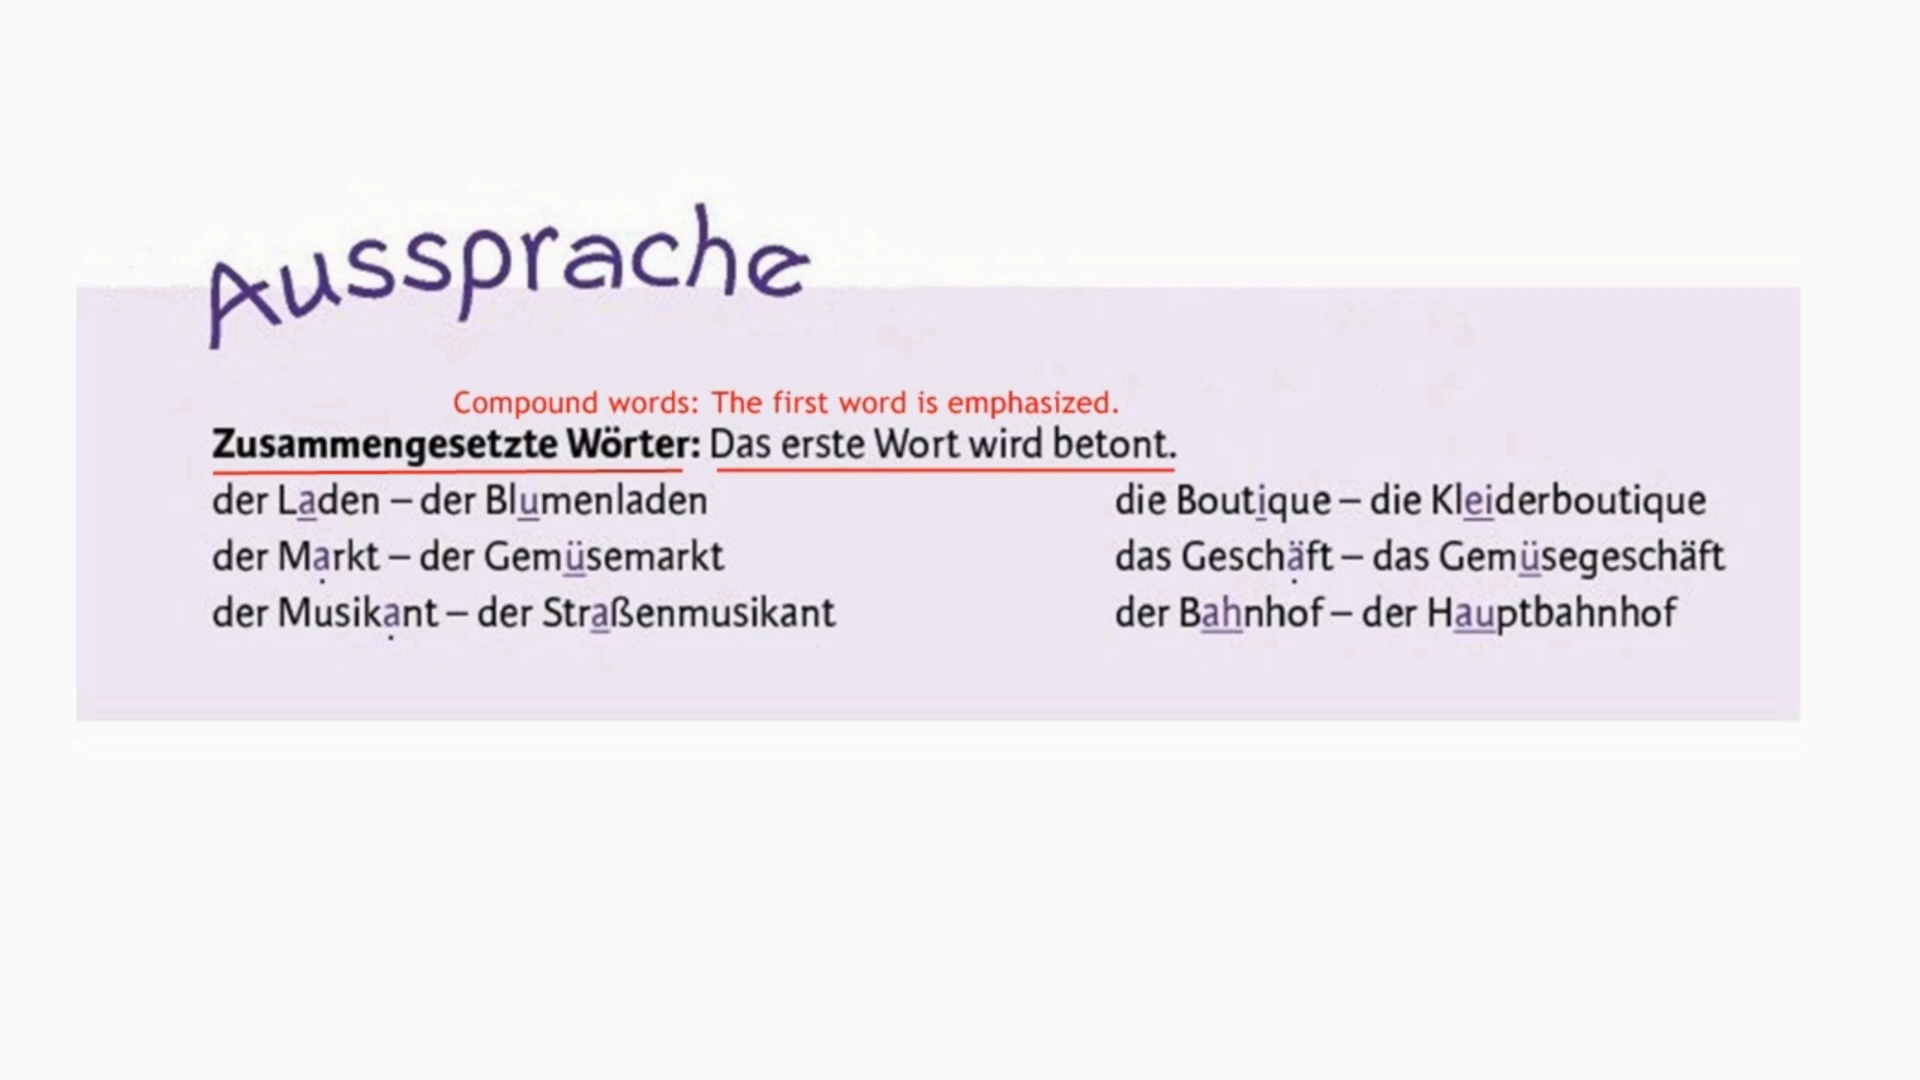 Aussprache
Compound words: The first word is emphasized.
Zusammengesetzte Wörter: Das erste Wort wird betont.
der Laden – der Blumenladen
der Markt – der Gemüsemarkt
der Musikant – der Straßenmusikant
die Boutique – die Kleiderboutique
das Geschäft – das Gemüsegeschäft
der Bahnhof – der Hauptbahnhof